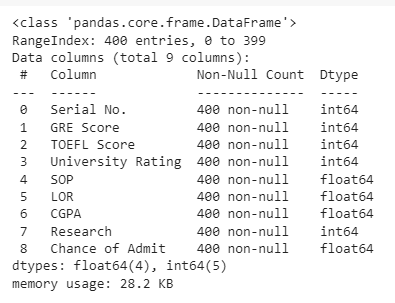 <class 'pandas.core.frame.DataFrame'>
RangeIndex: 400 entries, 0 to 399
Data columns (total 9 columns):
 #   Column             Non-Null Count  Dtype
---  ------             --------------  -----
 0   Serial No.         400 non-null    int64
 1   GRE Score          400 non-null    int64
 2   TOEFL Score        400 non-null    int64
 3   University Rating  400 non-null    int64
 4   SOP                400 non-null    float64
 5   LOR                400 non-null    float64
 6   CGPA               400 non-null    float64
 7   Research           400 non-null    int64
 8   Chance of Admit    400 non-null    float64
dtypes: float64(4), int64(5)
memory usage: 28.2 KB